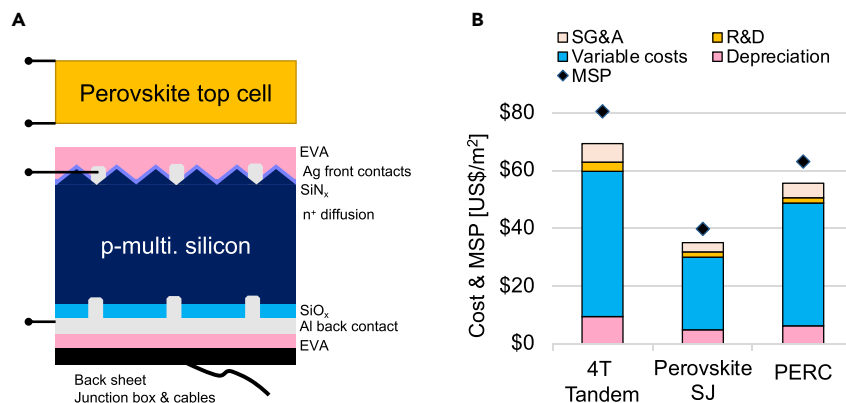 A
Perovskite top cell
EVA
Ag front contacts
SiNx
n+ diffusion
p-multi. silicon
SiOx
Al back contact
EVA
Back sheet
Junction box & cables
B
SG&A
R&D
Variable costs
Depreciation
MSP
Cost & MSP [US$/m²]
$80
$60
$40
$20
$0
4T
Tandem
Perovskite
SJ
PERC